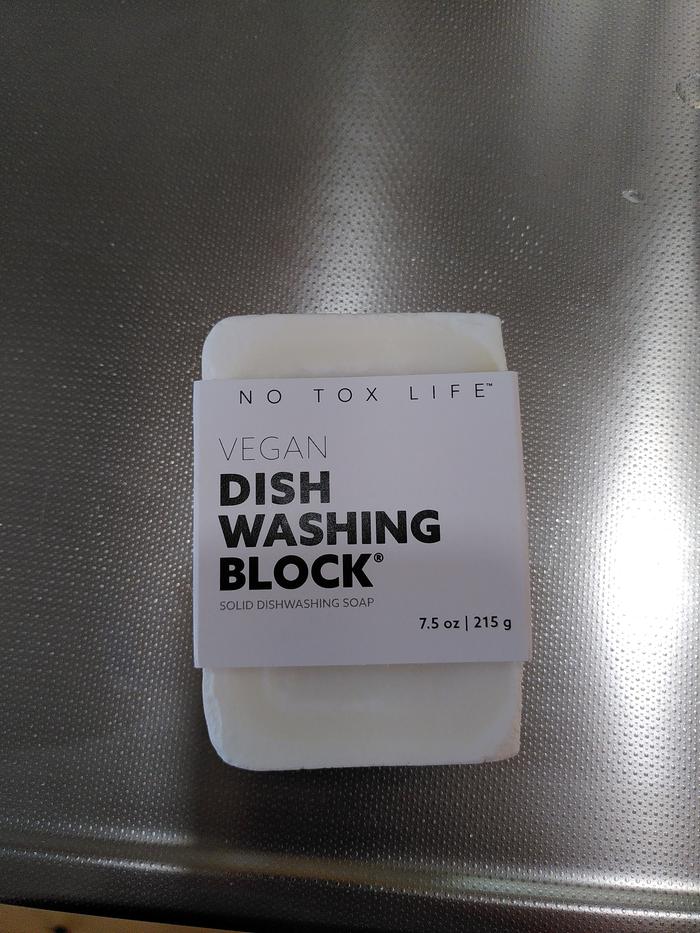 NO TOX LIFE™
VEGAN
DISH
WASHING
BLOCK®
SOLID DISHWASHING SOAP
7.5 oz | 215 g